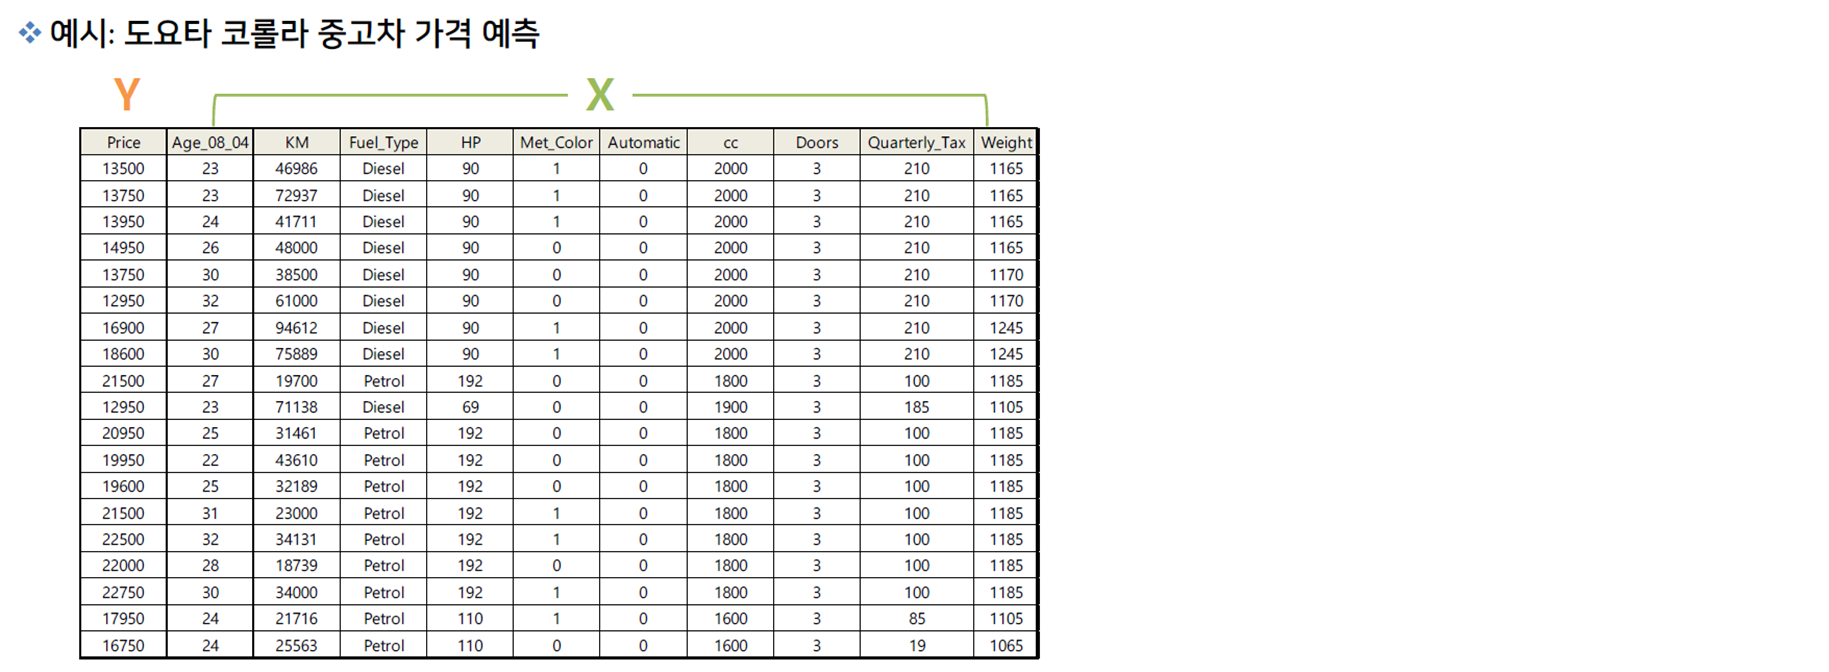 예시: 도요타 코롤라 중고차 가격 예측
Y X
Price Age_08_04 KM Fuel_Type HP Met_Color Automatic cc Doors Quarterly_Tax Weight
13500 23 46986 Diesel 90 1 0 2000 3 210 1165
13750 23 72937 Diesel 90 1 0 2000 3 210 1165
13950 24 41711 Diesel 90 1 0 2000 3 210 1165
14950 26 48000 Diesel 90 0 0 2000 3 210 1165
13750 30 38500 Diesel 90 0 0 2000 3 210 1170
12950 32 61000 Diesel 90 0 0 2000 3 210 1170
16900 27 94612 Diesel 90 1 0 2000 3 210 1245
18600 30 75889 Diesel 90 1 0 2000 3 210 1245
21500 27 19700 Petrol 192 0 0 1800 3 100 1185
12950 23 71138 Diesel 69 0 0 1900 3 185 1105
20950 25 31461 Petrol 192 0 0 1800 3 100 1185
19950 22 43610 Petrol 192 0 0 1800 3 100 1185
19600 25 32189 Petrol 192 0 0 1800 3 100 1185
21500 31 23000 Petrol 192 1 0 1800 3 100 1185
22500 32 34131 Petrol 192 1 0 1800 3 100 1185
22000 28 18739 Petrol 192 0 0 1800 3 100 1185
22750 30 34000 Petrol 192 1 0 1800 3 100 1185
17950 24 21716 Petrol 110 1 0 1600 3 85 1105
16750 24 25563 Petrol 110 0 0 1600 3 19 1065